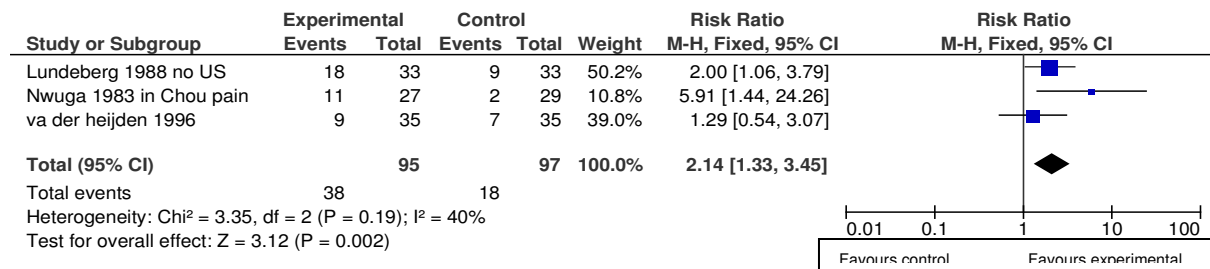 Experimental Control Risk Ratio Risk Ratio
Study or Subgroup Events Total Events Total Weight M-H, Fixed, 95% CI M-H, Fixed, 95% CI
Lundeberg 1988 no US 18 33 9 33 50.2% 2.00 [1.06, 3.79]
Nwuga 1983 in Chou pain 11 27 2 29 10.8% 5.91 [1.44, 24.26]
va der heijden 1996 9 35 7 35 39.0% 1.29 [0.54, 3.07]
Total (95% CI) 95 97 100.0% 2.14 [1.33, 3.45]
Total events 38 18
Heterogeneity: Chi² = 3.35, df = 2 (P = 0.19); I² = 40%
Test for overall effect: Z = 3.12 (P = 0.002)
0.01 0.1 1 10 100
Favours control Favours experimental